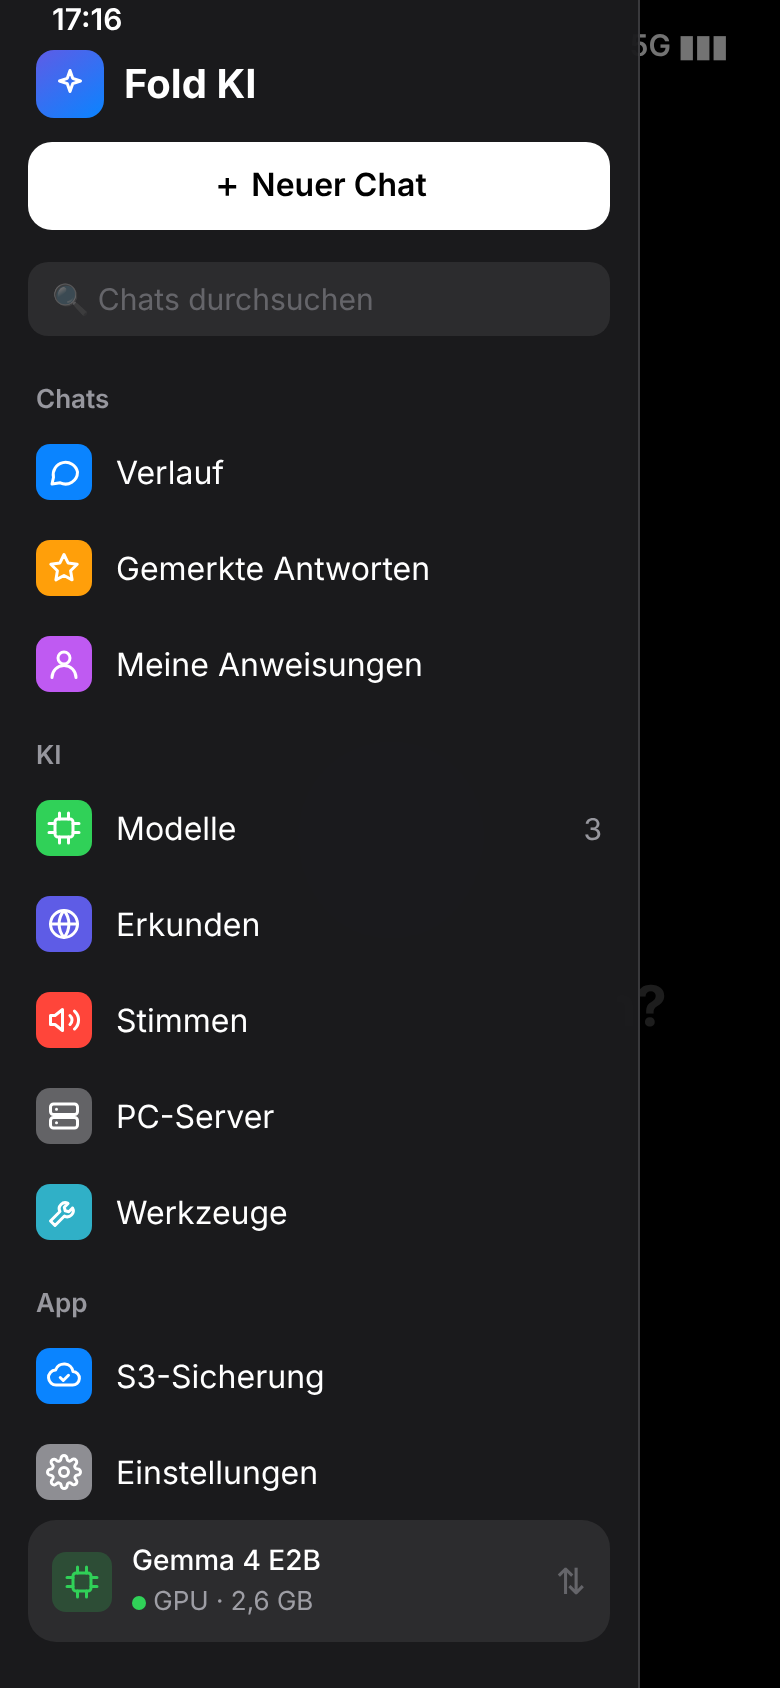 17:16
5G
Fold KI
+ Neuer Chat
🔍 Chats durchsuchen
Chats
Verlauf
Gemerkte Antworten
Meine Anweisungen
KI
Modelle 3
Erkunden
?
Stimmen
PC-Server
Werkzeuge
App
S3-Sicherung
Einstellungen
Gemma 4 E2B
GPU · 2,6 GB